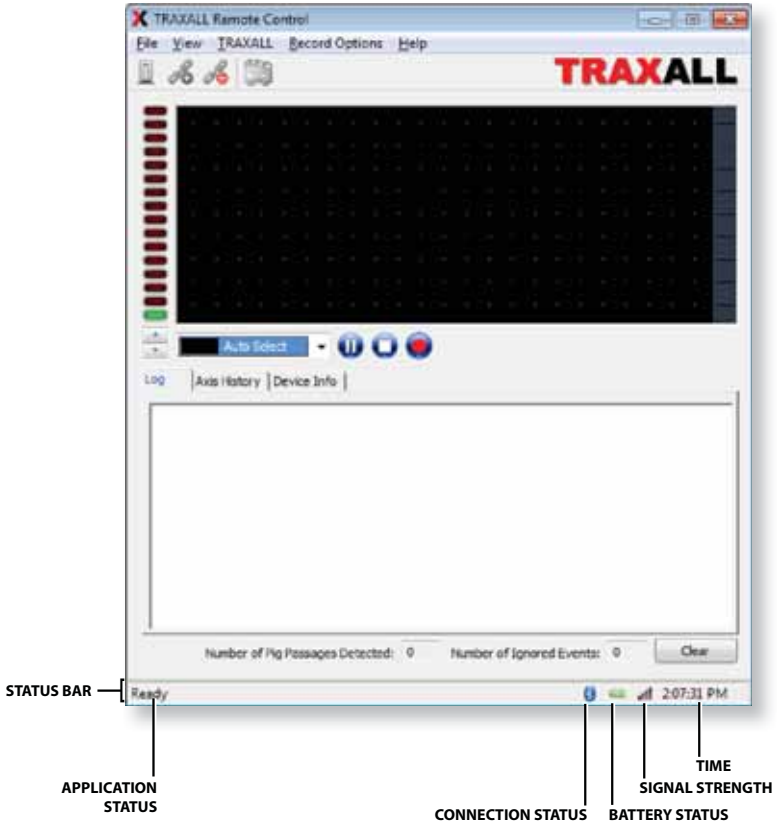 TRAXALL Remote Control
File View TRAXALL Record Options Help
TRAXALL
Auto Select
Log Axis History Device Info
Number of Pig Passages Detected: 0 Number of Ignored Events: 0 Clear
STATUS BAR
Ready 2:07:31 PM
TIME
APPLICATION STATUS
SIGNAL STRENGTH
CONNECTION STATUS BATTERY STATUS